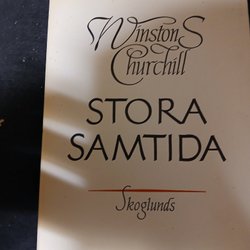 Winston S
Churchill
STORA
SAMTIDA
Skoglunds